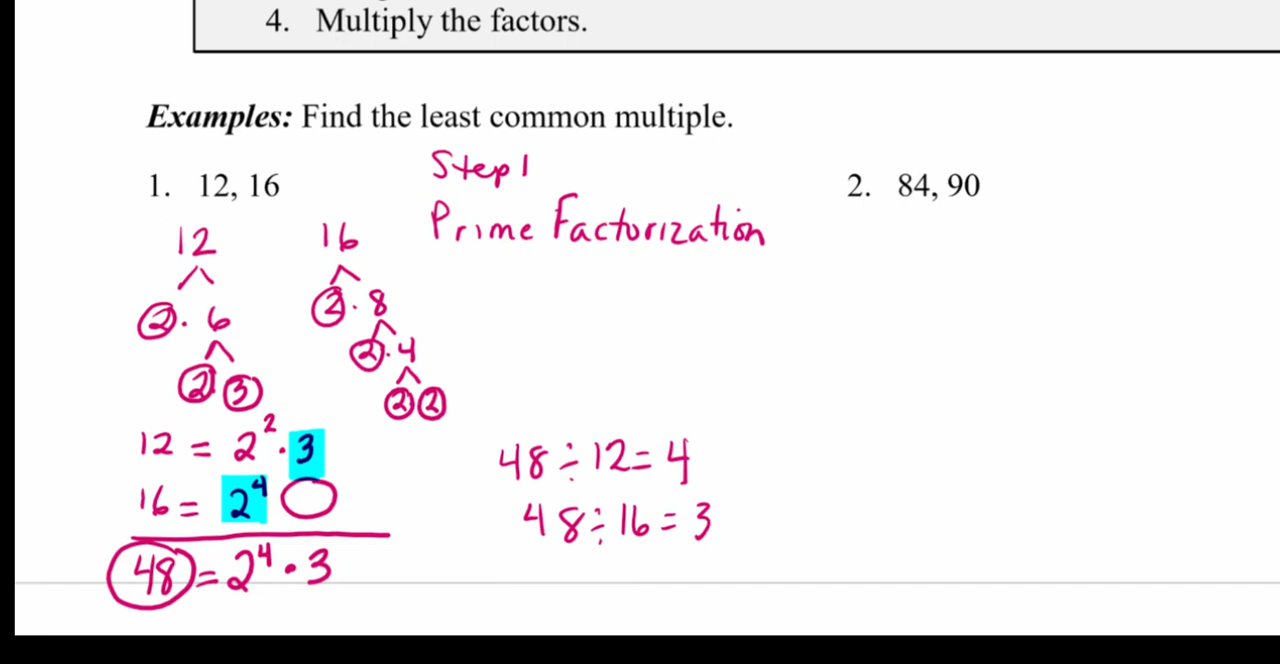 4. Multiply the factors.
Examples: Find the least common multiple.
1. 12, 16
Step 1
Prime Factorization
2. 84, 90
12
2 · 6
2 · 3
16
2 · 8
2 · 4
2 2
12 = 2² · 3
16 = 2⁴
48 = 2⁴ · 3
48 ÷ 12 = 4
48 ÷ 16 = 3